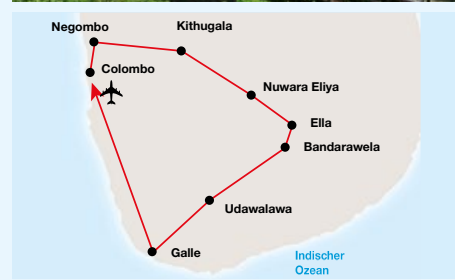 Negombo
Kithugala
Colombo
Nuwara Eliya
Ella
Bandarawela
Udawalawa
Galle
Indischer
Ozean